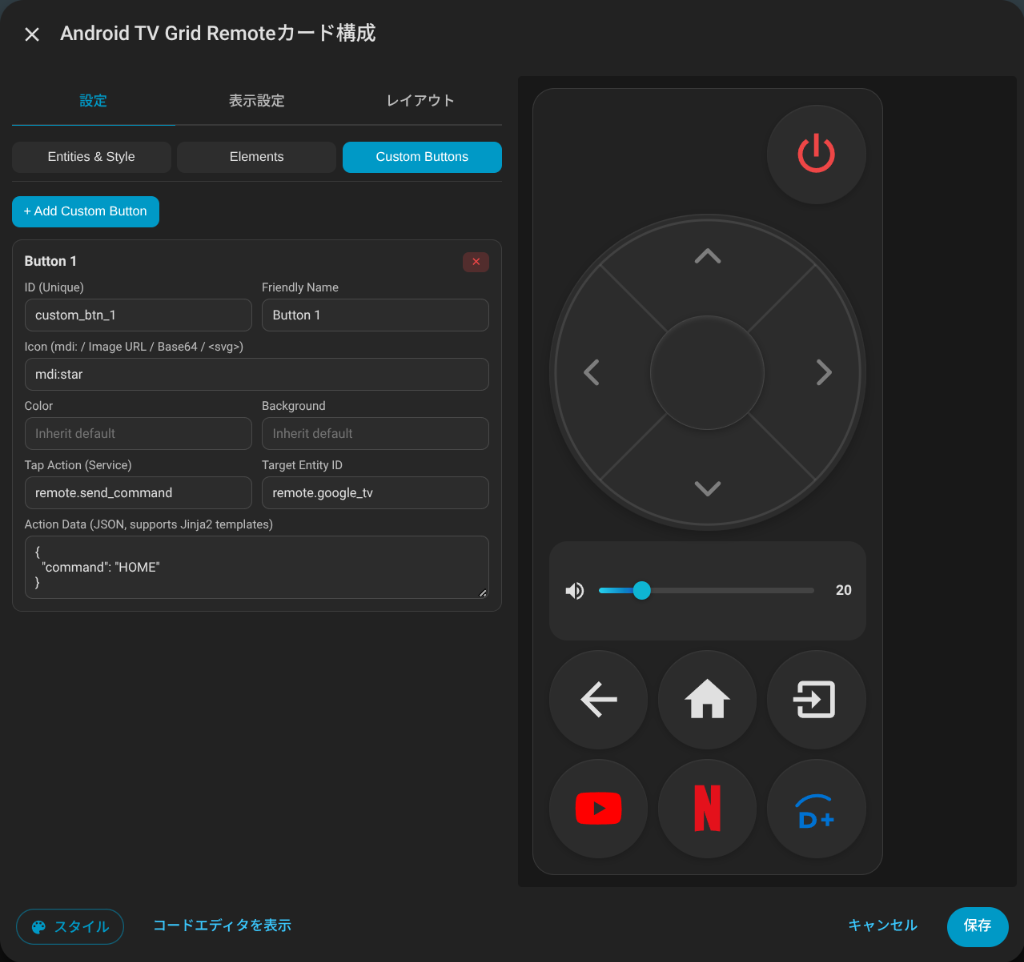 Android TV Grid Remoteカード構成
設定
表示設定
レイアウト
Entities & Style
Elements
Custom Buttons
+ Add Custom Button
Button 1
ID (Unique)
Friendly Name
custom_btn_1
Button 1
Icon (mdi: / Image URL / Base64 / <svg>)
mdi:star
Color
Background
Inherit default
Inherit default
Tap Action (Service)
Target Entity ID
remote.send_command
remote.google_tv
Action Data (JSON, supports Jinja2 templates)
{
"command": "HOME"
}
20
N
D+
スタイル
コードエディタを表示
キャンセル
保存